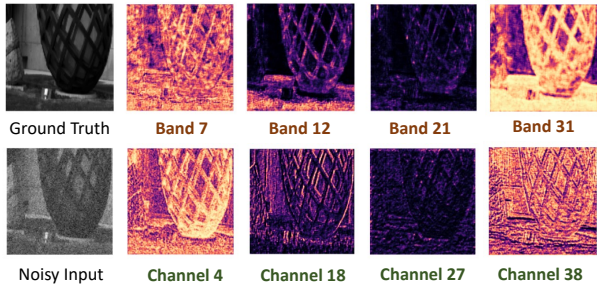 Ground Truth Band 7 Band 12 Band 21 Band 31
Noisy Input Channel 4 Channel 18 Channel 27 Channel 38